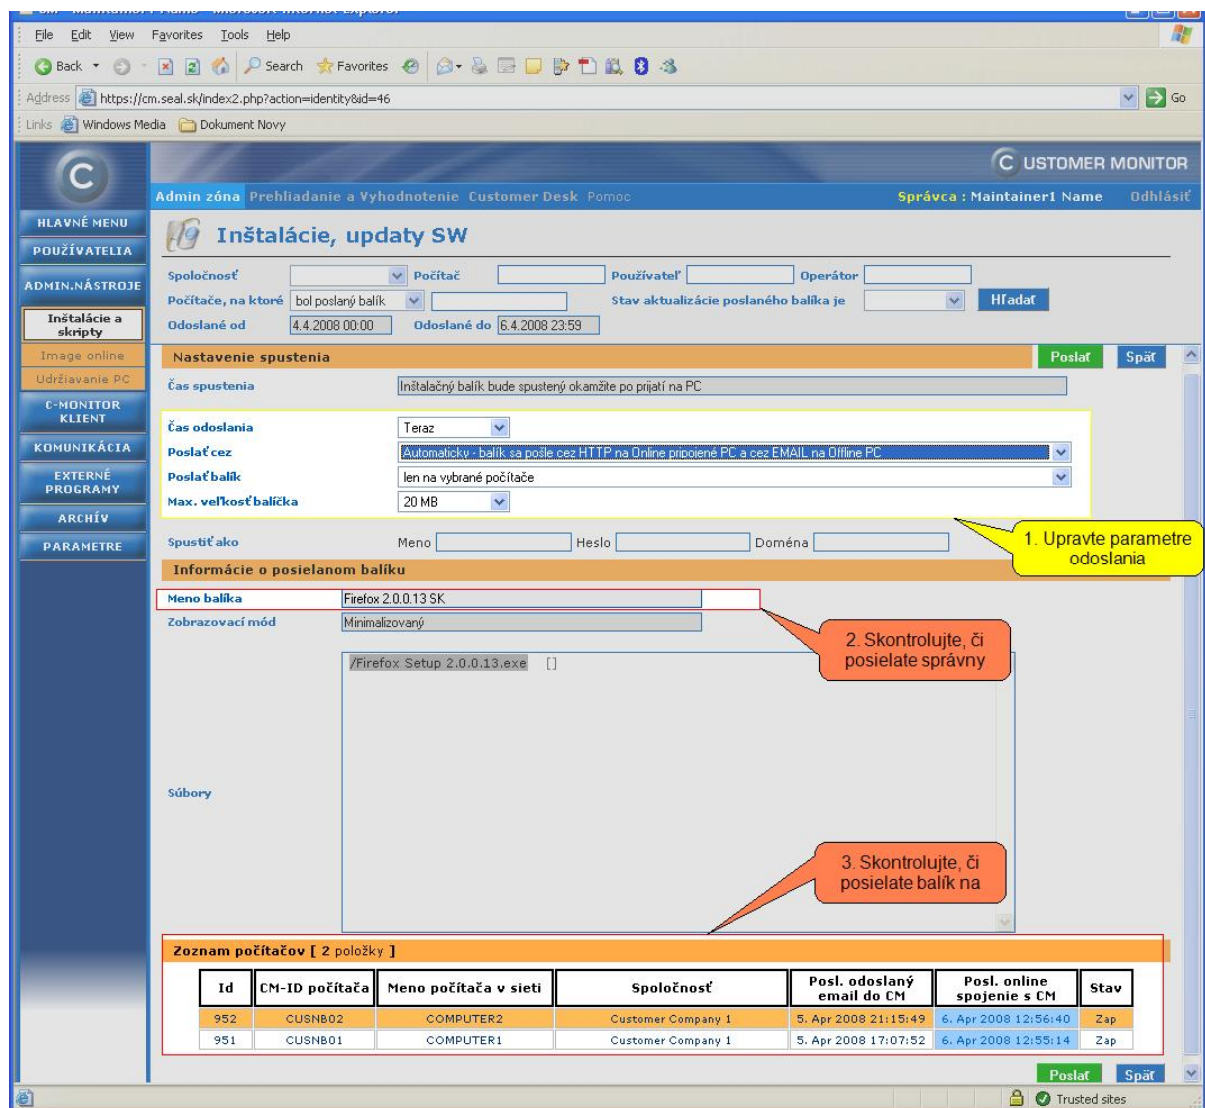 File Edit View Favorites Tools Help
Back Search Favorites
Address https://cm.seal.sk/index2.php?action=identity&id=46 Go
Links Windows Media Dokument Novy
C USTOMER MONITOR
Admin zóna Prehliadanie a Vyhodnotenie Customer Desk Pomoc Správca : Maintainer1 Name Odhlásiť
HLAVNÉ MENU
POUŽÍVATELIA
ADMIN.NÁSTROJE
Inštalácie a
skripty
Image online
Udržiavanie PC
C-MONITOR
KLIENT
KOMUNIKÁCIA
EXTERNÉ
PROGRAMY
ARCHÍV
PARAMETRE
Inštalácie, updaty SW
Spoločnosť Počítač Používateľ Operátor
Počítače, na ktoré bol poslaný balík Stav aktualizácie poslaného balíka je Hľadať
Odoslané od 4.4.2008 00:00 Odoslané do 6.4.2008 23:59
Nastavenie spustenia Poslať Späť
Čas spustenia Inštalačný balík bude spustený okamžite po prijatí na PC
Čas odoslania Teraz
Poslať cez Automaticky - balík sa pošle cez HTTP na Online pripojené PC a cez EMAIL na Offline PC
Poslať balík len na vybrané počítače
Max. veľkosť balíčka 20 MB
Spustiť ako Meno Heslo Doména
1. Upravte parametre
odoslania
Informácie o posielanom balíku
Meno balíka Firefox 2.0.0.13 SK
Zobrazovací mód Minimalizovaný
2. Skontrolujte, či
posielate správny
/Firefox Setup 2.0.0.13.exe []
Súbory
3. Skontrolujte, či
posielate balík na
Zoznam počítačov [ 2 položky ]
Id CM-ID počítača Meno počítača v sieti Spoločnosť Posl. odoslaný email do CM Posl. online spojenie s CM Stav
952 CUSNB02 COMPUTER2 Customer Company 1 5. Apr 2008 21:15:49 6. Apr 2008 12:56:40 Zap
951 CUSNB01 COMPUTER1 Customer Company 1 5. Apr 2008 17:07:52 6. Apr 2008 12:55:14 Zap
Poslať Späť
Trusted sites